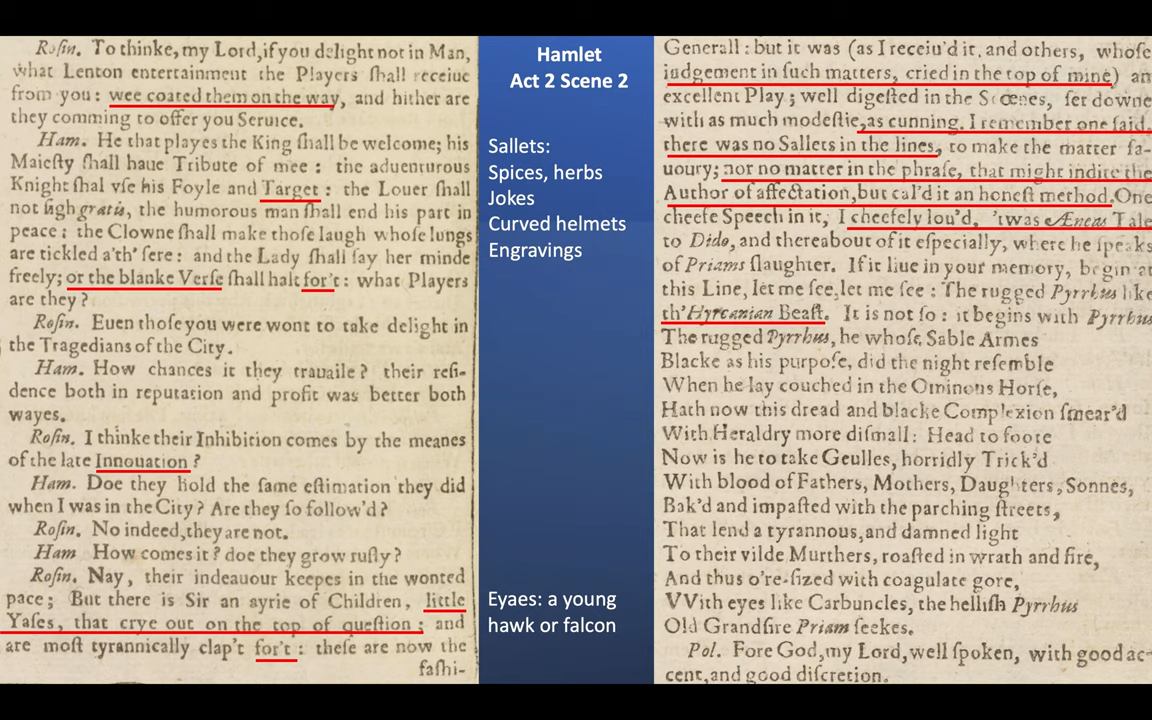 Roſin. To thinke, my Lord, if you delight not in Man,
what Lenton entertainment the Players ſhall receiue
from you: wee coated them on the way, and hither are
they comming to offer you Seruice.
Ham. He that playes the King ſhall be welcome; his
Maieſty ſhall haue Tribute of mee: the aduenturous
Knight ſhal vſe his Foyle and Target: the Louer ſhall
not ſigh gratis, the humorous man ſhall end his part in
peace: the Clowne ſhall make thoſe laugh whoſe lungs
are tickled a'th' ſere: and the Lady ſhall ſay her minde
freely; or the blanke Verſe ſhall halt for't: what Players
are they?
Roſin. Euen thoſe you were wont to take delight in
the Tragedians of the City.
Ham. How chances it they trauaile? their reſi-
dence both in reputation and profit was better both
wayes.
Roſin. I thinke their Inhibition comes by the meanes
of the late Innouation?
Ham. Doe they hold the ſame eſtimation they did
when I was in the City? Are they ſo follow'd?
Roſin. No indeed, they are not.
Ham. How comes it? doe they grow ruſty?
Roſin. Nay, their indeauour keepes in the wonted
pace; But there is Sir an ayrie of Children, little
Yaſes, that crye out on the top of queſtion; and
are moſt tyrannically clap't for't: theſe are now the
faſhi-
Hamlet
Act 2 Scene 2
Sallets:
Spices, herbs
Jokes
Curved helmets
Engravings
Eyaes: a young
hawk or falcon
Generall: but it was (as I receiu'd it, and others, whoſe
iudgement in ſuch matters, cried in the top of mine) an
excellent Play; well digeſted in the Scœnes, ſet downe
with as much modeſtie, as cunning. I remember one ſaid,
there was no Sallets in the lines, to make the matter ſa-
uoury; nor no matter in the phraſe, that might indite the
Author of affectation, but cal'd it an honeſt method. One
cheefe Speech in it, I cheefely lou'd, 'twas Æneas Tale
to Dido, and thereabout of it eſpecially, where he ſpeaks
of Priams ſlaughter. If it liue in your memory, begin at
this Line, let me ſee, let me ſee: The rugged Pyrrhus like
th'Hyrcanian Beaſt. It is not ſo: it begins with Pyrrhus
The rugged Pyrrhus, he whoſe Sable Armes
Blacke as his purpoſe, did the night reſemble
When he lay couched in the Ominous Horſe,
Hath now this dread and blacke Complexion ſmear'd
With Heraldry more diſmall: Head to foote
Now is he to take Geulles, horridly Trick'd
With blood of Fathers, Mothers, Daughters, Sonnes,
Bak'd and impaſted with the parching ſtreets,
That lend a tyrannous, and damned light
To their vilde Murthers, roaſted in wrath and fire,
And thus o're-ſized with coagulate gore,
VVith eyes like Carbuncles, the helliſh Pyrrhus
Old Grandſire Priam ſeekes.
Pol. Fore God, my Lord, well ſpoken, with good ac-
cent, and good diſcretion.